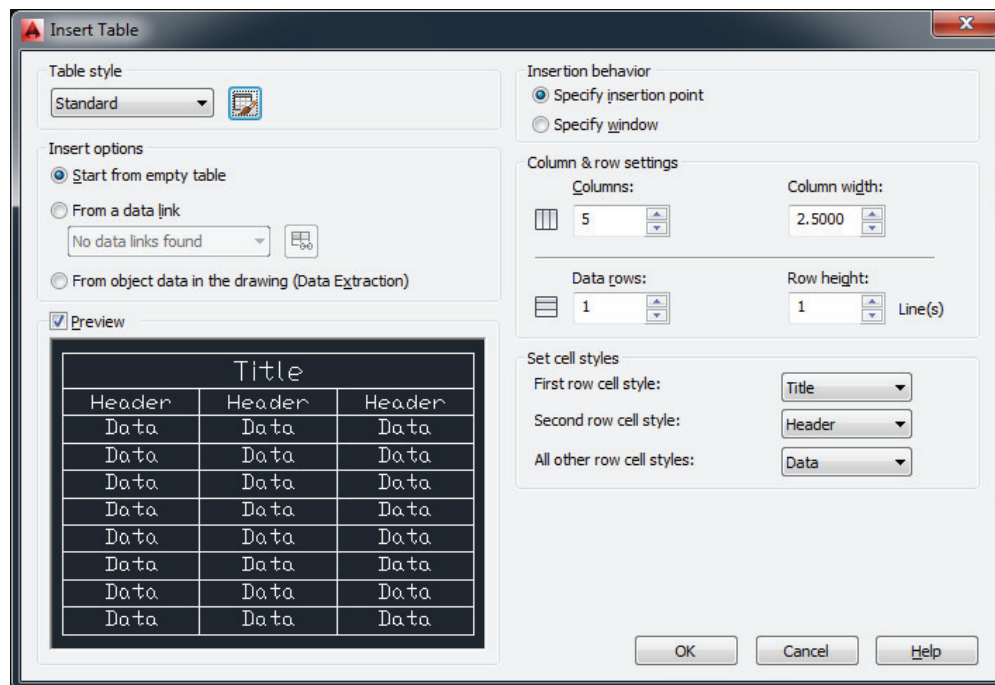 Insert Table
Table style
Standard
Insert options
Start from empty table
From a data link
No data links found
From object data in the drawing (Data Extraction)
Preview
Title
Header Header Header
Data Data Data
Data Data Data
Data Data Data
Data Data Data
Data Data Data
Data Data Data
Data Data Data
Data Data Data
Insertion behavior
Specify insertion point
Specify window
Column & row settings
Columns: Column width:
5 2.5000
Data rows: Row height:
1 1 Line(s)
Set cell styles
First row cell style: Title
Second row cell style: Header
All other row cell styles: Data
OK Cancel Help